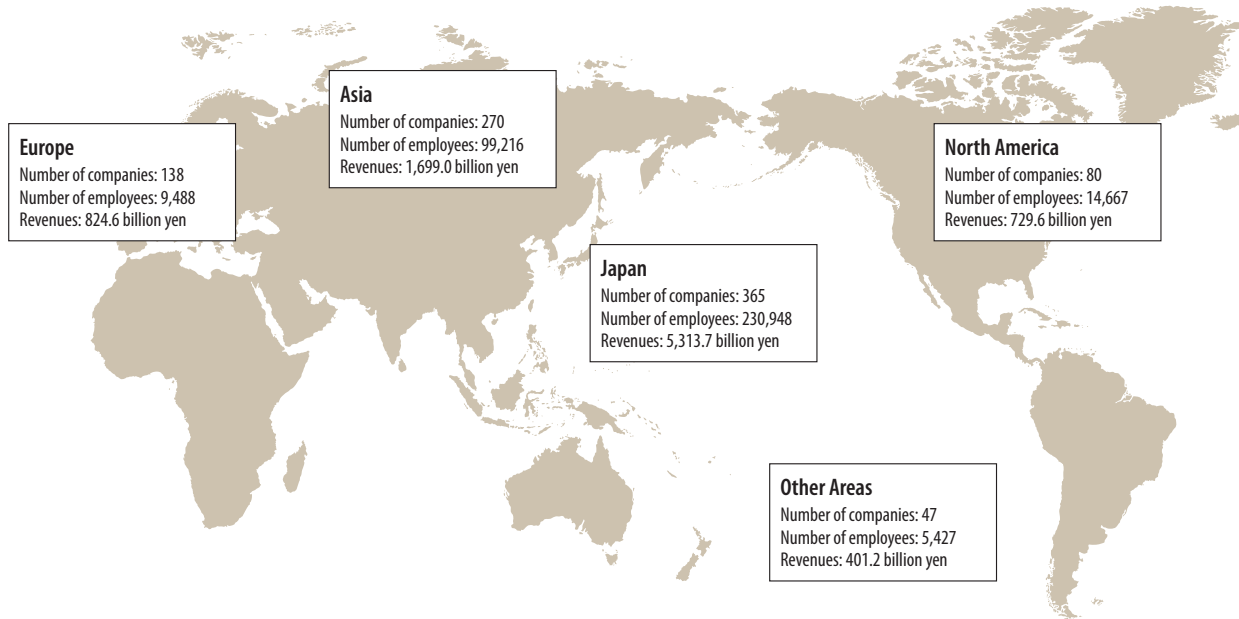 Asia
Number of companies: 270
Number of employees: 99,216
Revenues: 1,699.0 billion yen
Europe
Number of companies: 138
Number of employees: 9,488
Revenues: 824.6 billion yen
North America
Number of companies: 80
Number of employees: 14,667
Revenues: 729.6 billion yen
Japan
Number of companies: 365
Number of employees: 230,948
Revenues: 5,313.7 billion yen
Other Areas
Number of companies: 47
Number of employees: 5,427
Revenues: 401.2 billion yen